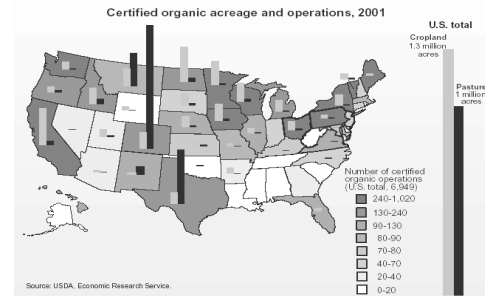 Certified organic acreage and operations, 2001
U.S. total
Cropland
1.3 million
acres
Pasture
1 million
acres
Number of certified
organic operations
(U.S. total, 6,949)
240-1,020
130-240
90-130
80-90
70-80
40-70
20-40
0-20
Source: USDA, Economic Research Service.